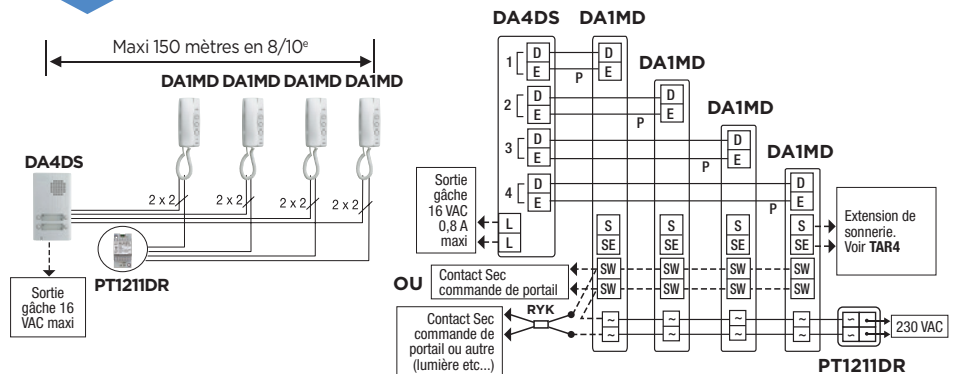 Maxi 150 mètres en 8/10e
DA1MD DA1MD DA1MD DA1MD
DA4DS
2 x 2
2 x 2
2 x 2
2 x 2
PT1211DR
Sortie
gâche 16
VAC maxi
DA4DS
DA1MD
DA1MD
DA1MD
DA1MD
1
D
E
P
D
E
2
D
E
P
D
E
3
D
E
P
D
E
4
D
E
P
D
E
Sortie
gâche
16 VAC
0,8 A
maxi
L
L
S
SE
S
SE
S
SE
S
SE
Extension de
sonnerie.
Voir TAR4
OU
Contact Sec
commande de portail
SW
SW
SW
SW
SW
SW
SW
SW
RYK
Contact Sec
commande de
portail ou autre
(lumière etc...)
~
~
~
~
~
~
~
~
~
~
230 VAC
PT1211DR